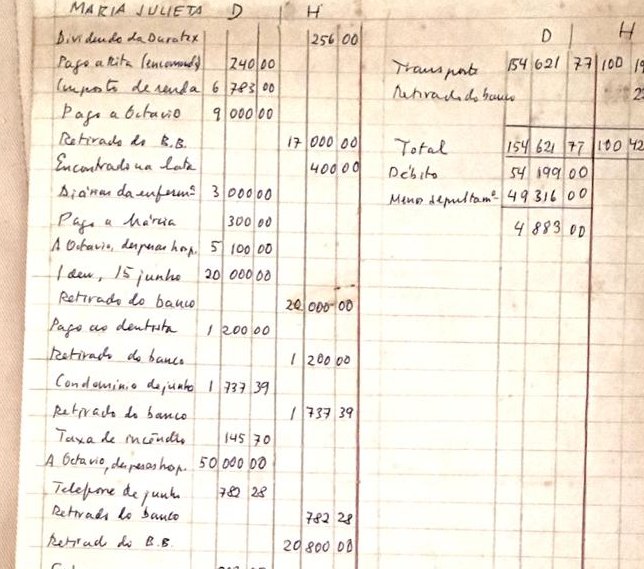 MARIA JULIETA D H
Dividendo da Duratex 256 00
Pago a Rita (encomenda) 240 00
Imposto de renda 6 783 00
Pago a Octavio 9 000 00
Retirado do B.B. 17 000 00
Encontrado na lata 400 00
Diárias da enferm.ª 3 000 00
Pago a Márcia 300 00
A Octavio, despesas hosp. 5 100 00
Idem, 15 junho 20 000 00
Retirado do banco 20 000 00
Pago ao dentista 1 200 00
Retirado do banco 1 200 00
Condominio de junho 1 737 39
Retirado do banco 1 737 39
Taxa de incêndio 145 70
A Octavio, despesas hosp. 50 000 00
Telefone de junho 782 28
Retirado do banco 782 28
Retirado do B.B. 20 800 00
D H
Transporte 154 621 77 100 19
Retirado do banco
Total 154 621 77 100 42
Débito 54 199 00
Menos sepultamº 49 316 00
4 883 00